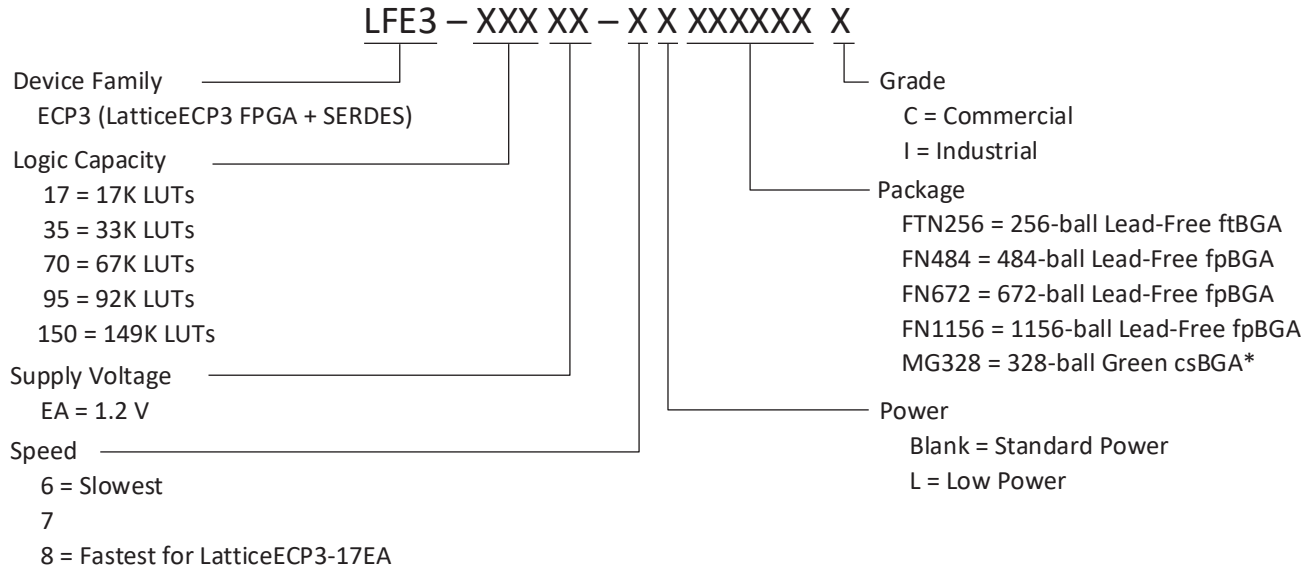 LFE3 – XXX XX – X X XXXXXX X
Device Family
ECP3 (LatticeECP3 FPGA + SERDES)
Logic Capacity
17 = 17K LUTs
35 = 33K LUTs
70 = 67K LUTs
95 = 92K LUTs
150 = 149K LUTs
Supply Voltage
EA = 1.2 V
Speed
6 = Slowest
7
8 = Fastest for LatticeECP3-17EA
Grade
C = Commercial
I = Industrial
Package
FTN256 = 256-ball Lead-Free ftBGA
FN484 = 484-ball Lead-Free fpBGA
FN672 = 672-ball Lead-Free fpBGA
FN1156 = 1156-ball Lead-Free fpBGA
MG328 = 328-ball Green csBGA*
Power
Blank = Standard Power
L = Low Power